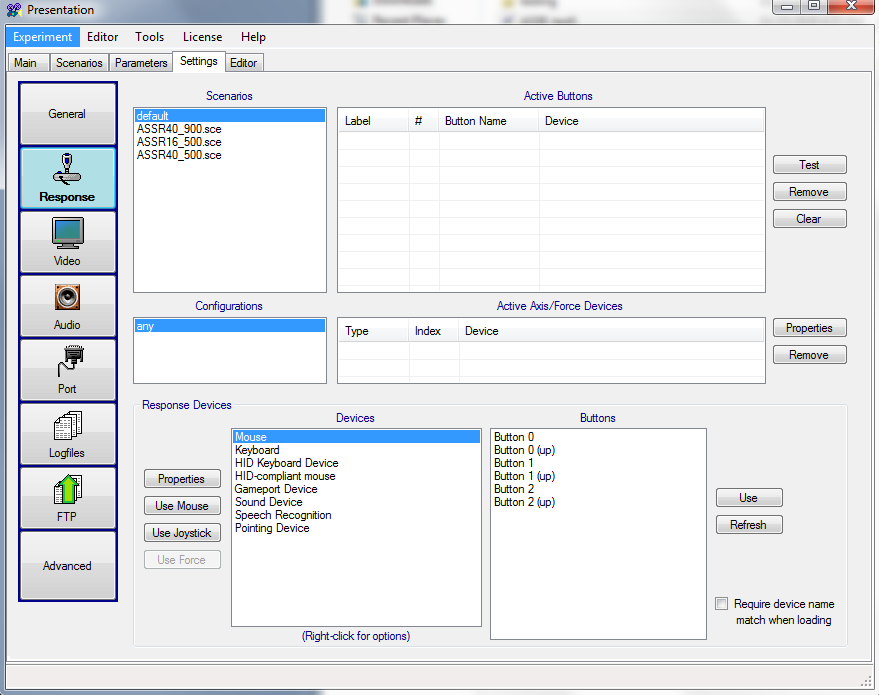 Presentation
Experiment Editor Tools License Help
Main Scenarios Parameters Settings Editor
General
Response
Video
Audio
Port
Logfiles
FTP
Advanced
Scenarios
default
ASSR40_900.sce
ASSR16_500.sce
ASSR40_500.sce
Active Buttons
Label # Button Name Device
Test
Remove
Clear
Configurations
any
Active Axis/Force Devices
Type Index Device
Properties
Remove
Response Devices
Devices
Properties
Use Mouse
Use Joystick
Use Force
Mouse
Keyboard
HID Keyboard Device
HID-compliant mouse
Gameport Device
Sound Device
Speech Recognition
Pointing Device
(Right-click for options)
Buttons
Button 0
Button 0 (up)
Button 1
Button 1 (up)
Button 2
Button 2 (up)
Use
Refresh
Require device name
match when loading